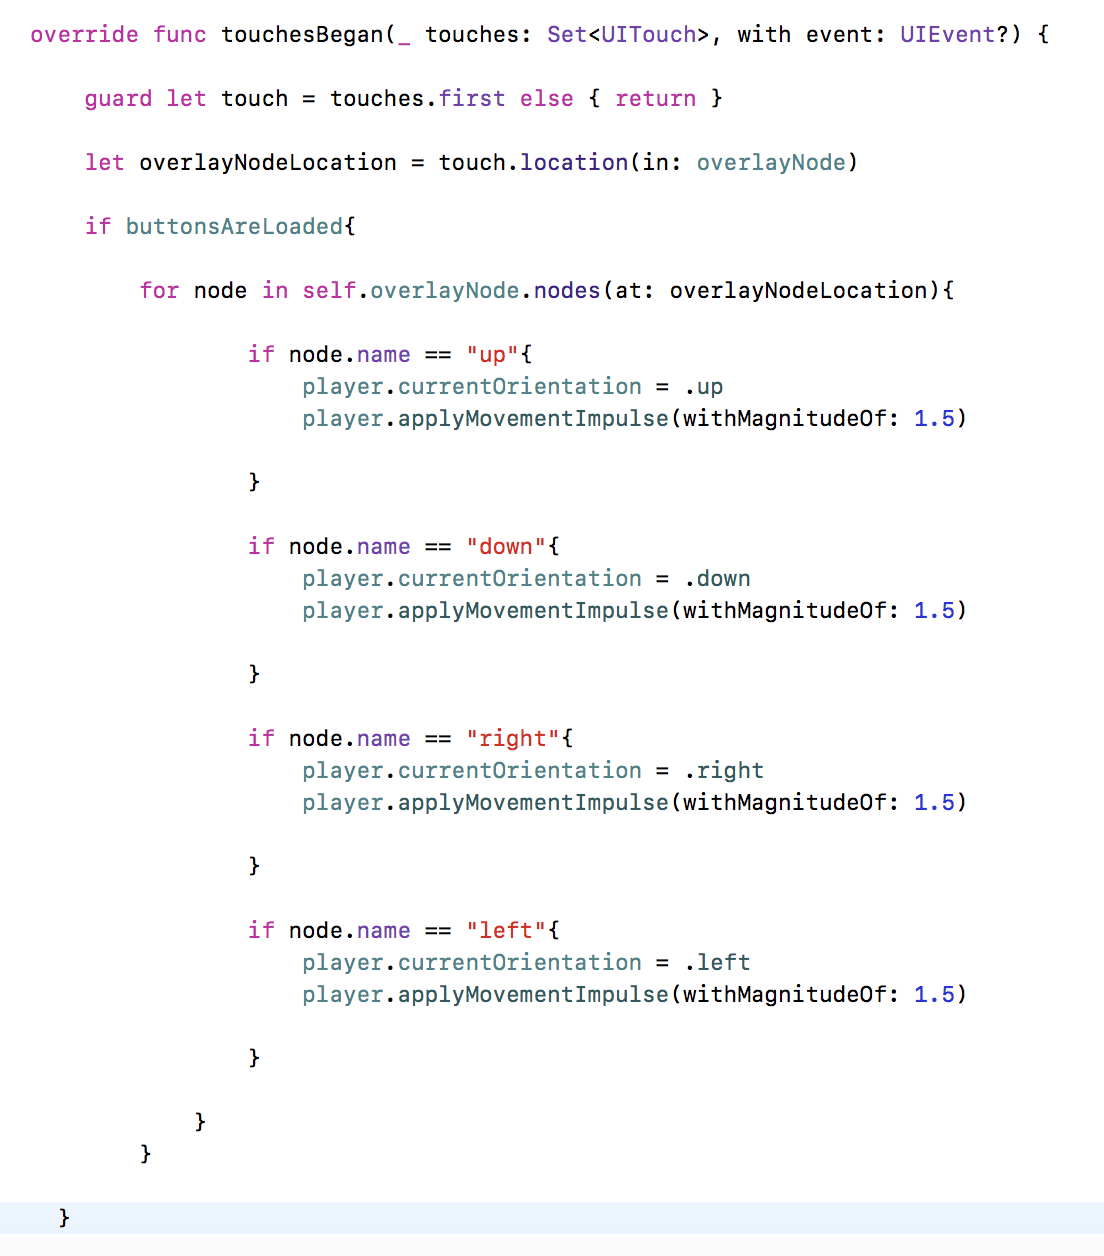 override func touchesBegan(_ touches: Set<UITouch>, with event: UIEvent?) {
guard let touch = touches.first else { return }
let overlayNodeLocation = touch.location(in: overlayNode)
if buttonsAreLoaded{
for node in self.overlayNode.nodes(at: overlayNodeLocation){
if node.name == "up"{
player.currentOrientation = .up
player.applyMovementImpulse(withMagnitudeOf: 1.5)
}
if node.name == "down"{
player.currentOrientation = .down
player.applyMovementImpulse(withMagnitudeOf: 1.5)
}
if node.name == "right"{
player.currentOrientation = .right
player.applyMovementImpulse(withMagnitudeOf: 1.5)
}
if node.name == "left"{
player.currentOrientation = .left
player.applyMovementImpulse(withMagnitudeOf: 1.5)
}
}
}
}